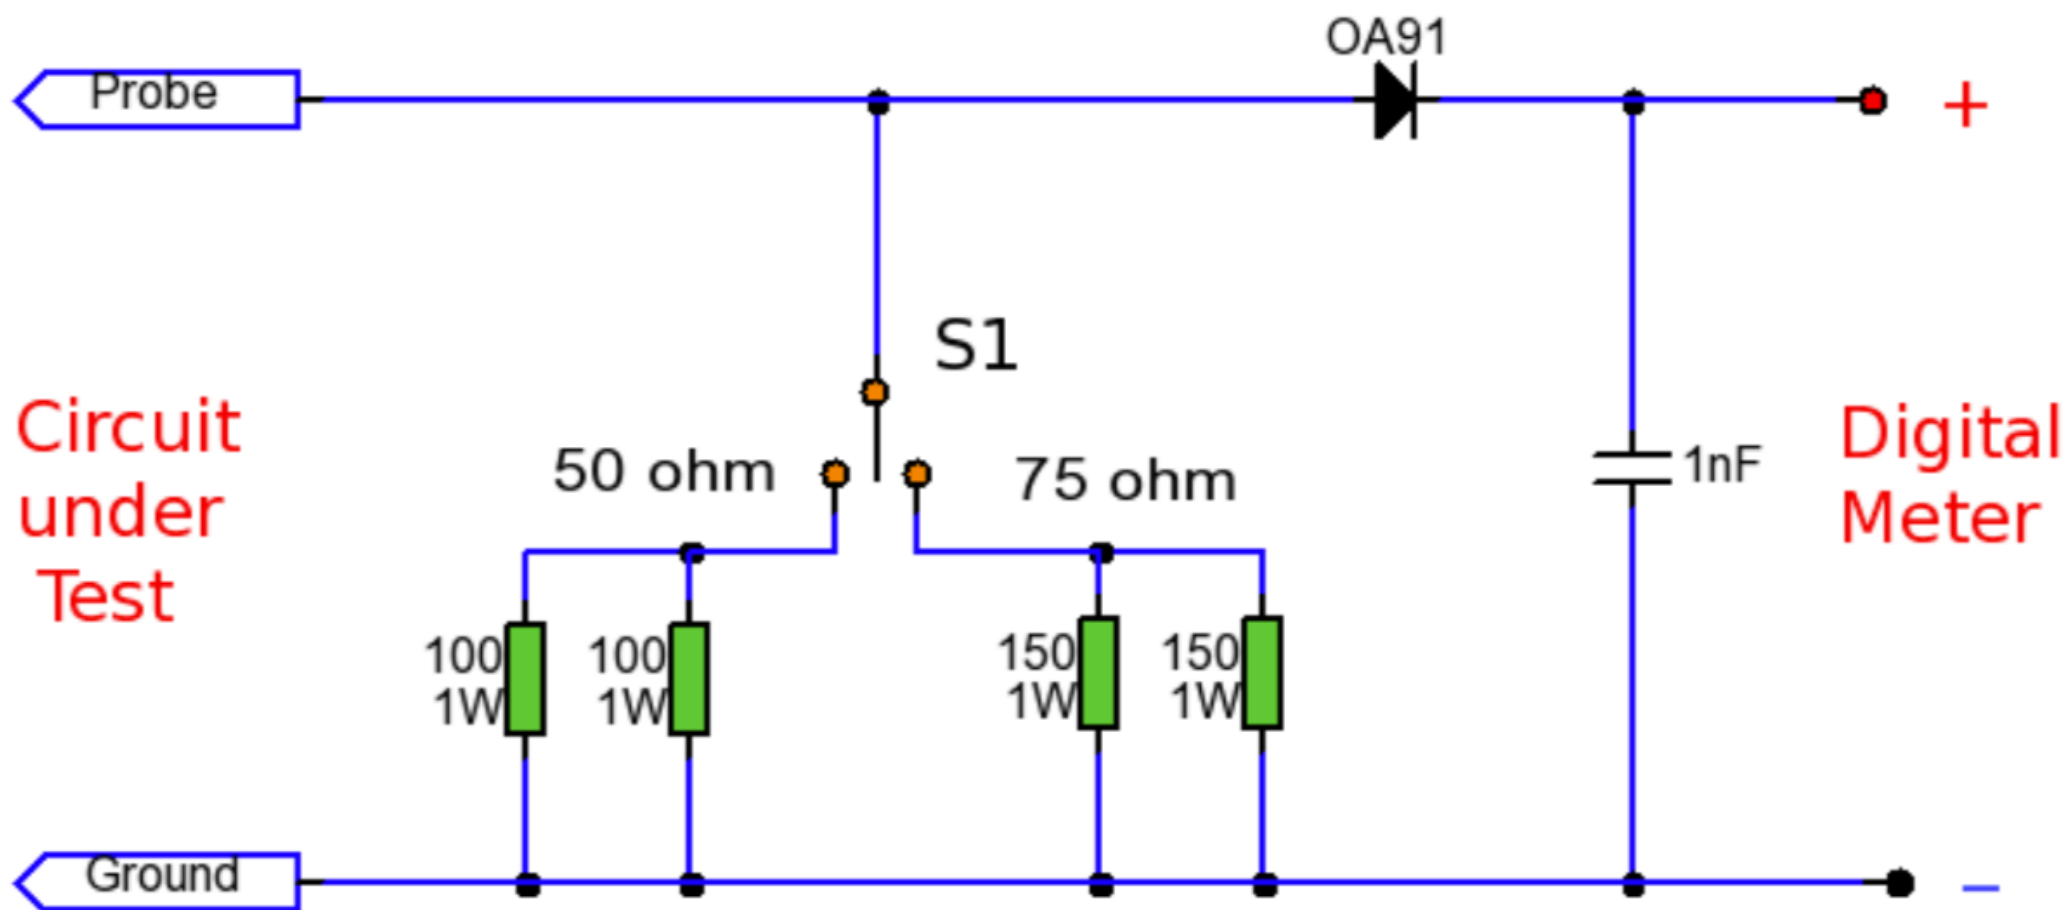 OA91
Probe
+
S1
50 ohm
75 ohm
Circuit
under
Test
1nF
Digital
Meter
100
1W
100
1W
150
1W
150
1W
Ground
–